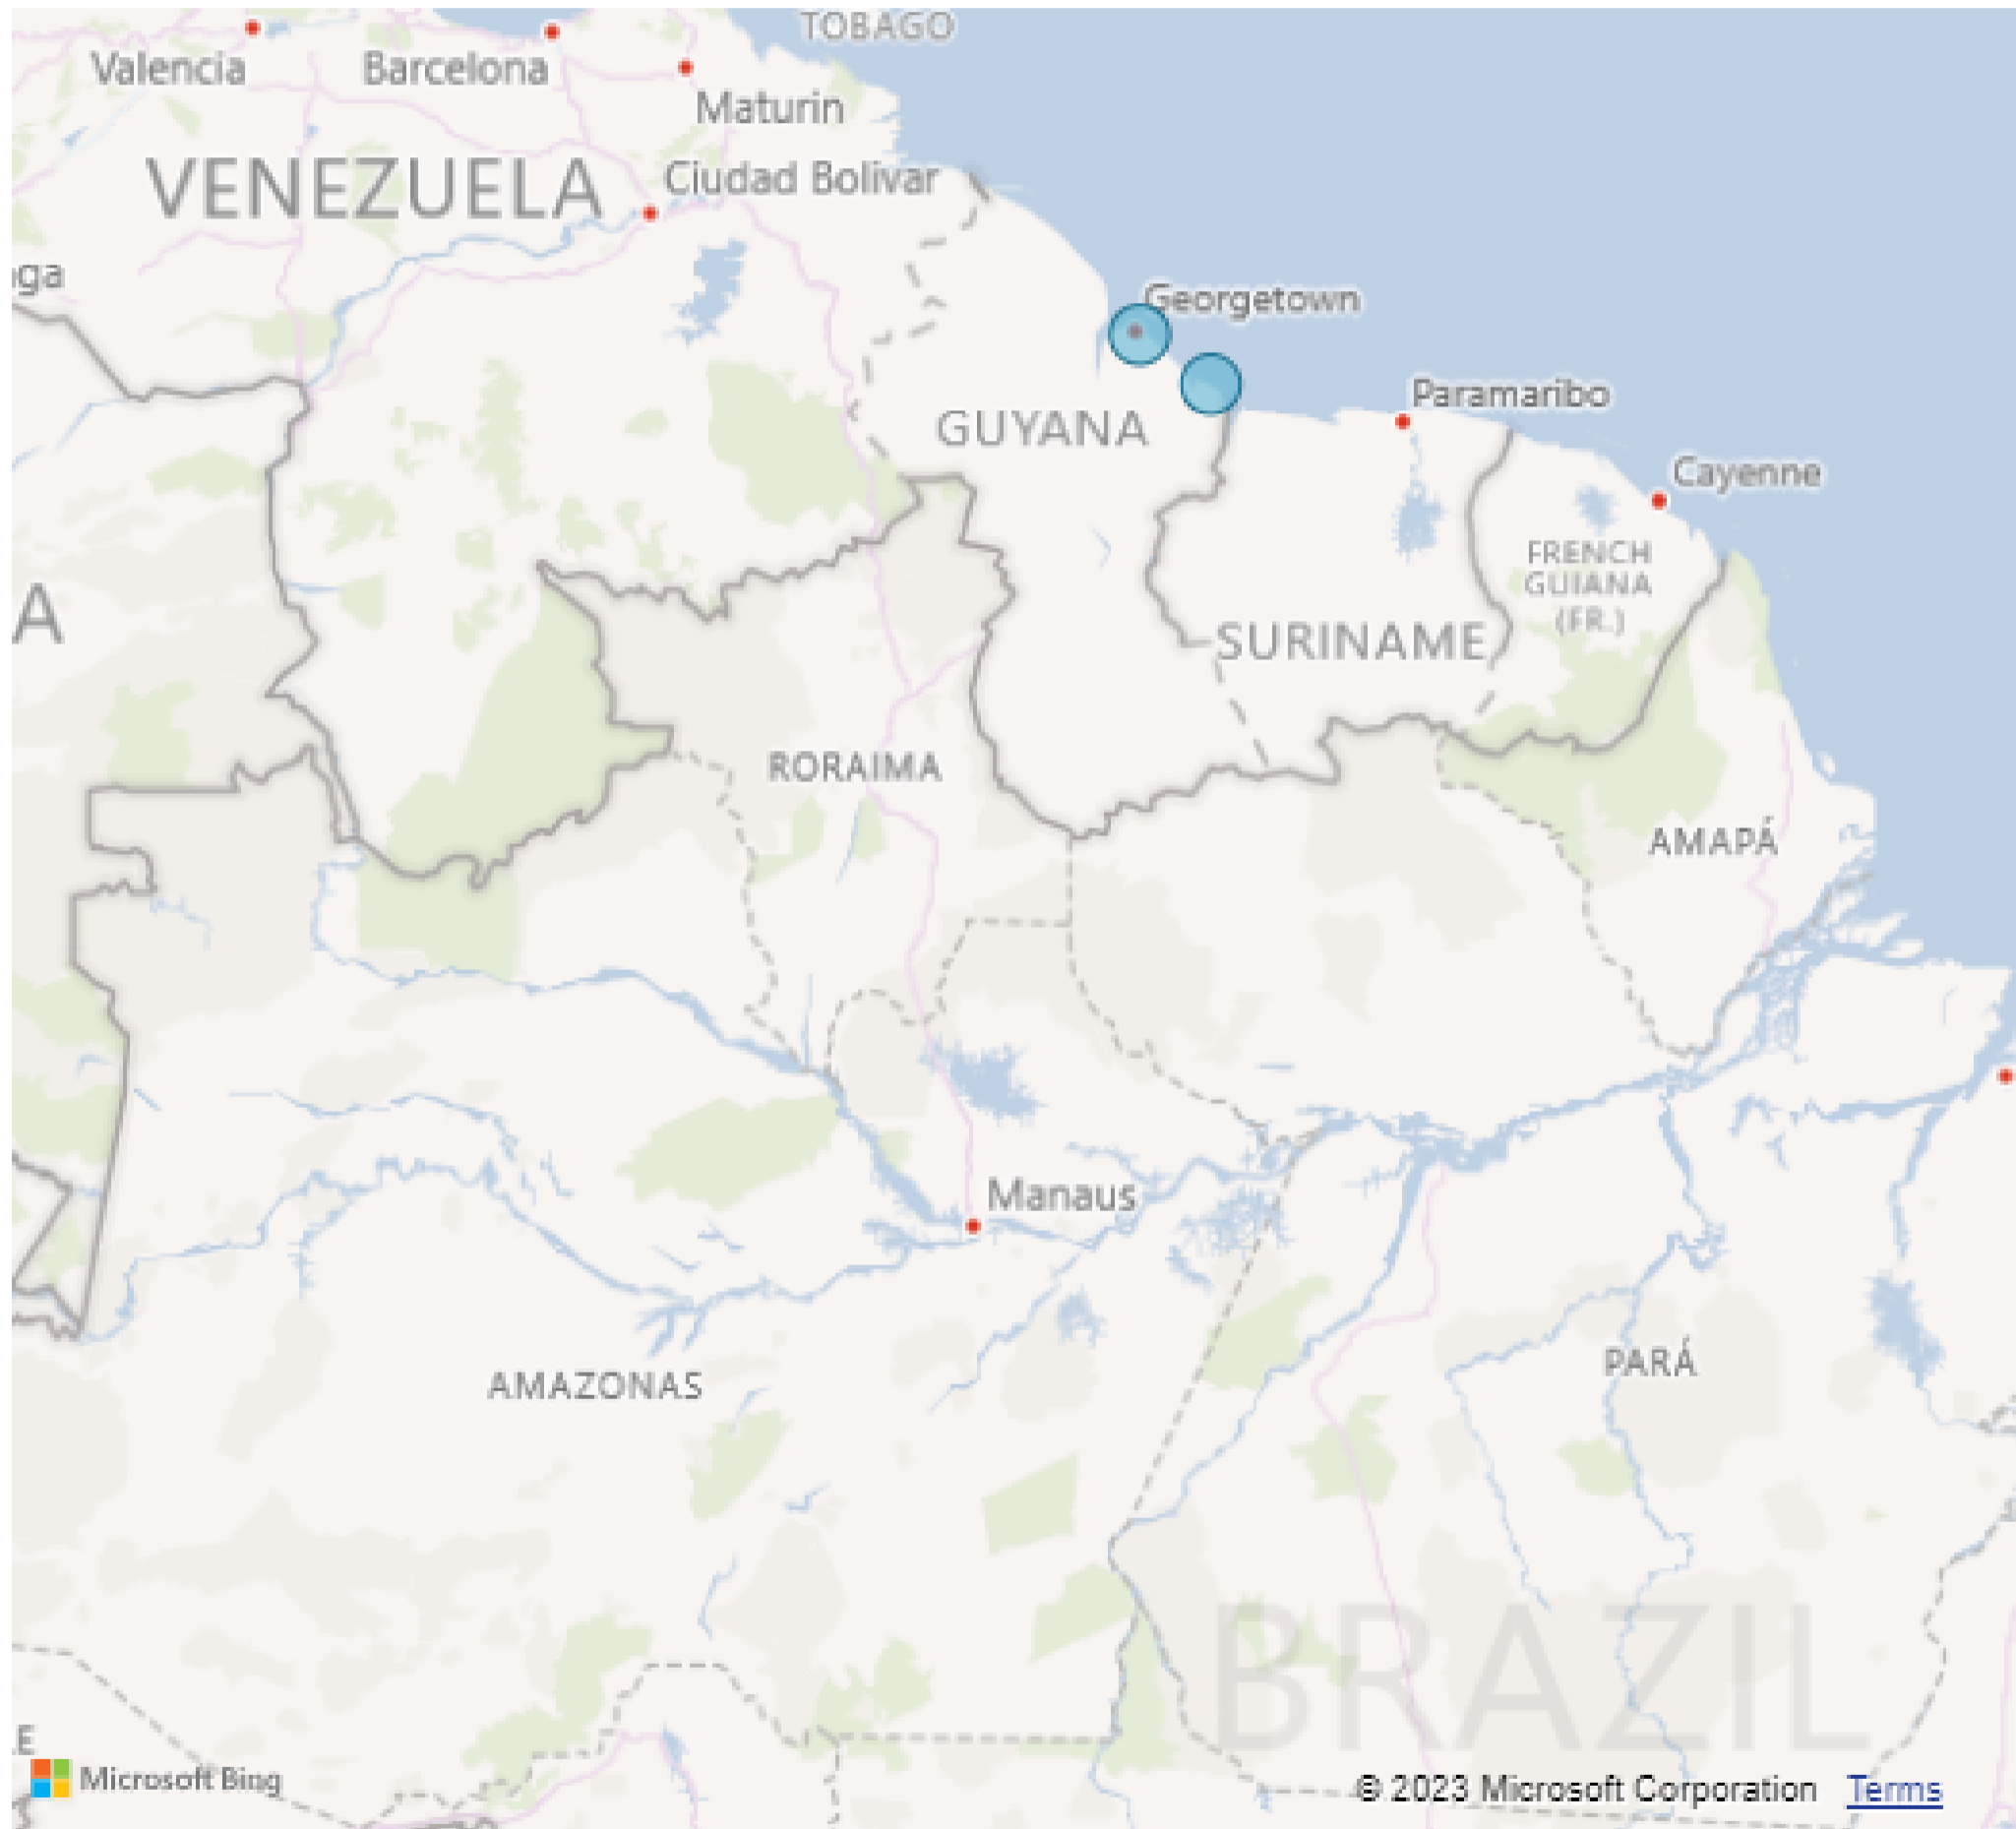 TOBAGO
Valencia
Barcelona
Maturin
VENEZUELA
Ciudad Bolivar
Georgetown
GUYANA
Paramaribo
Cayenne
FRENCH
GUIANA
(FR.)
SURINAME
RORAIMA
AMAPÁ
Manaus
AMAZONAS
PARÁ
BRAZIL
Microsoft Bing
© 2023 Microsoft Corporation Terms